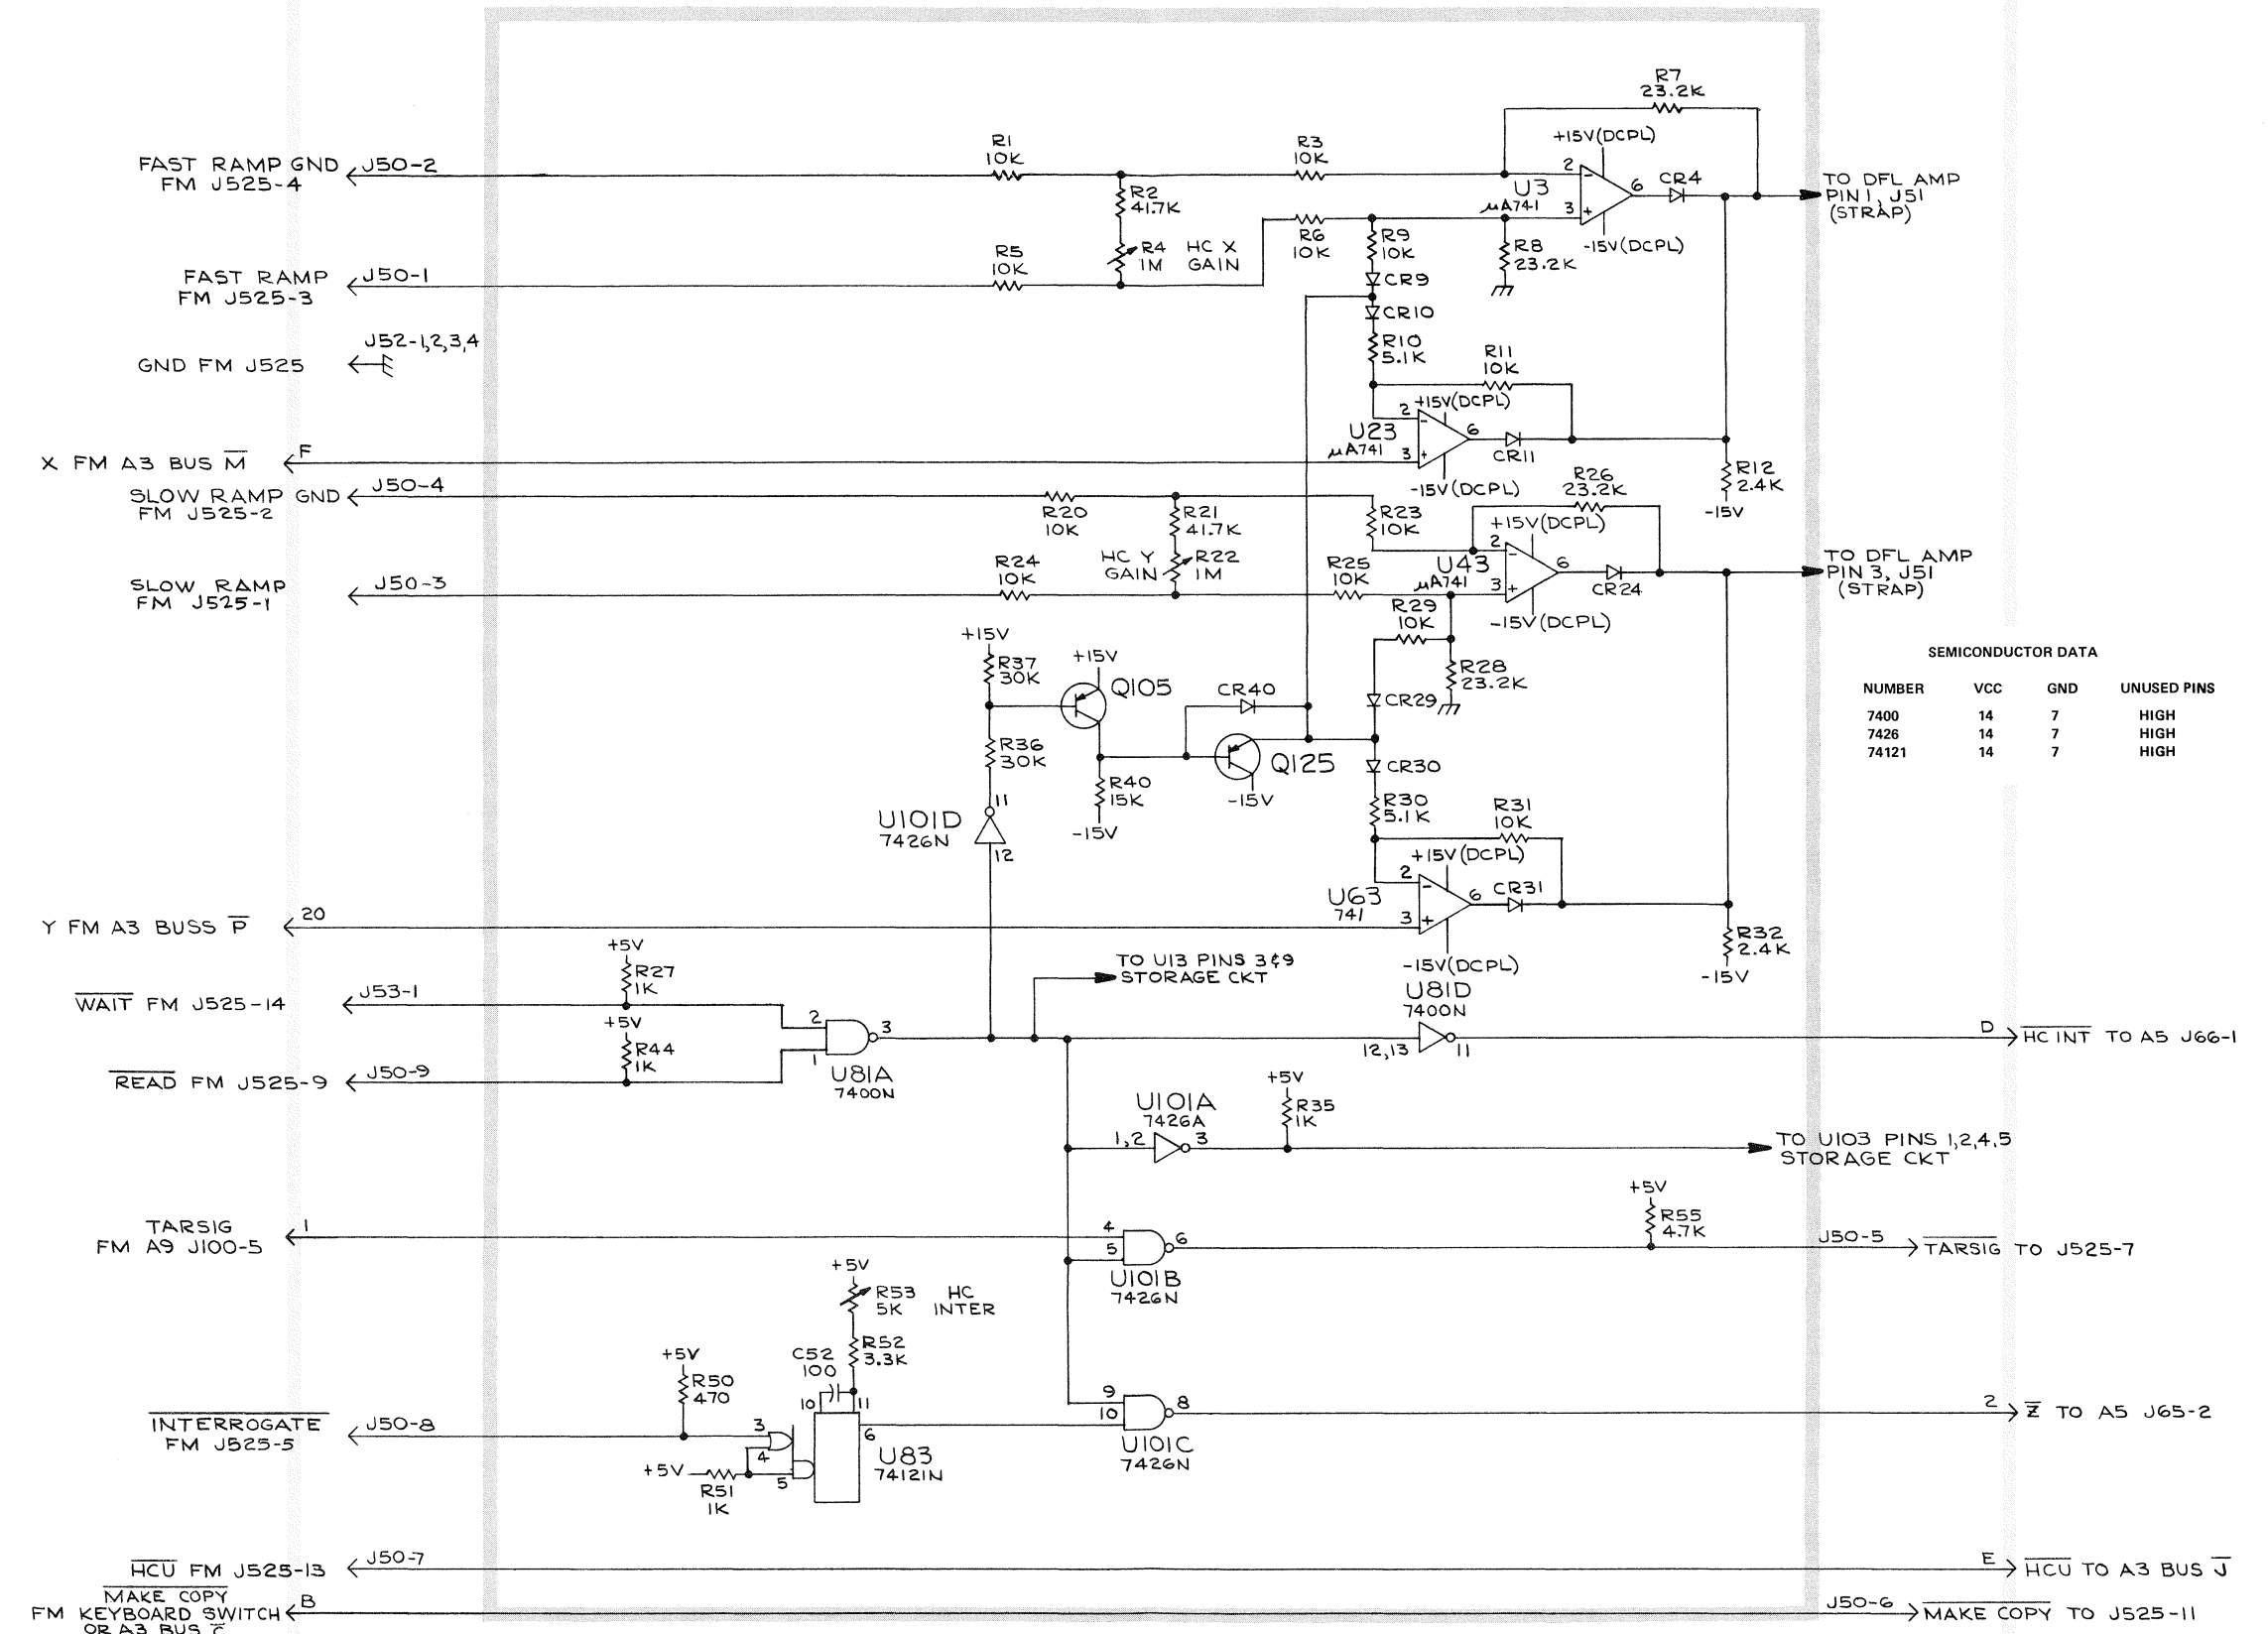 R7
23.2K
+15V(DCPL)
FAST RAMP GND
FM J525-4
J50-2
R1
10K
R3
10K
2
U3
µA741
6
CR4
TO DFL AMP
PIN 1, J51
(STRAP)
R2
41.7K
3
-15V(DCPL)
R6
10K
R9
10K
R8
23.2K
R4
1M
HC X
GAIN
FAST RAMP
FM J525-3
J50-1
R5
10K
CR9
CR10
GND FM J525
J52-1,2,3,4
R10
5.1K
R11
10K
+15V(DCPL)
2
U23
µA741
6
3
CR11
-15V(DCPL)
X FM A3 BUS M̅
F
R12
2.4K
-15V
SLOW RAMP GND
FM J525-2
J50-4
R20
10K
R21
41.7K
R23
10K
R26
23.2K
+15V(DCPL)
HC Y
GAIN
R22
1M
2
U43
µA741
6
3
CR24
TO DFL AMP
PIN 3, J51
(STRAP)
SLOW RAMP
FM J525-1
J50-3
R24
10K
R25
10K
-15V(DCPL)
R29
10K
R28
23.2K
+15V
R37
30K
+15V
Q105
CR40
CR29
SEMICONDUCTOR DATA
NUMBER VCC GND UNUSED PINS
7400 14 7 HIGH
7426 14 7 HIGH
74121 14 7 HIGH
R36
30K
Q125
-15V
CR30
R40
15K
-15V
R30
5.1K
R31
10K
11
U101D
7426N
12
+15V(DCPL)
2
U63
741
6
3
CR31
-15V(DCPL)
Y FM A3 BUSS P̅
20
R32
2.4K
-15V
+5V
R27
1K
TO U13 PINS 3&9
STORAGE CKT
W̅A̅I̅T̅ FM J525-14
J53-1
+5V
R44
1K
2
3
1
U81A
7400N
U81D
7400N
12,13
11
D
H̅C̅ ̅I̅N̅T̅ TO A5 J66-1
R̅E̅A̅D̅ FM J525-9
J50-9
U101A
7426A
1,2
3
+5V
R35
1K
TO U103 PINS 1,2,4,5
STORAGE CKT
TARSIG
FM A9 J100-5
1
4
5
6
U101B
7426N
+5V
R55
4.7K
J50-5
T̅A̅R̅S̅I̅G̅ TO J525-7
+5V
R53
5K
HC
INTER
R52
3.3K
C52
100
10
11
+5V
R50
470
I̅N̅T̅E̅R̅R̅O̅G̅A̅T̅E̅
FM J525-5
J50-8
3
4
5
6
U83
74121N
+5V
R51
1K
9
10
8
U101C
7426N
2
Z̅ TO A5 J65-2
H̅C̅U̅ FM J525-13
J50-7
E
H̅C̅U̅ TO A3 BUS J̅
M̅A̅K̅E̅ ̅C̅O̅P̅Y̅
FM KEYBOARD SWITCH
OR A3 BUS C̅
B
J50-6
M̅A̅K̅E̅ ̅C̅O̅P̅Y̅ TO J525-11